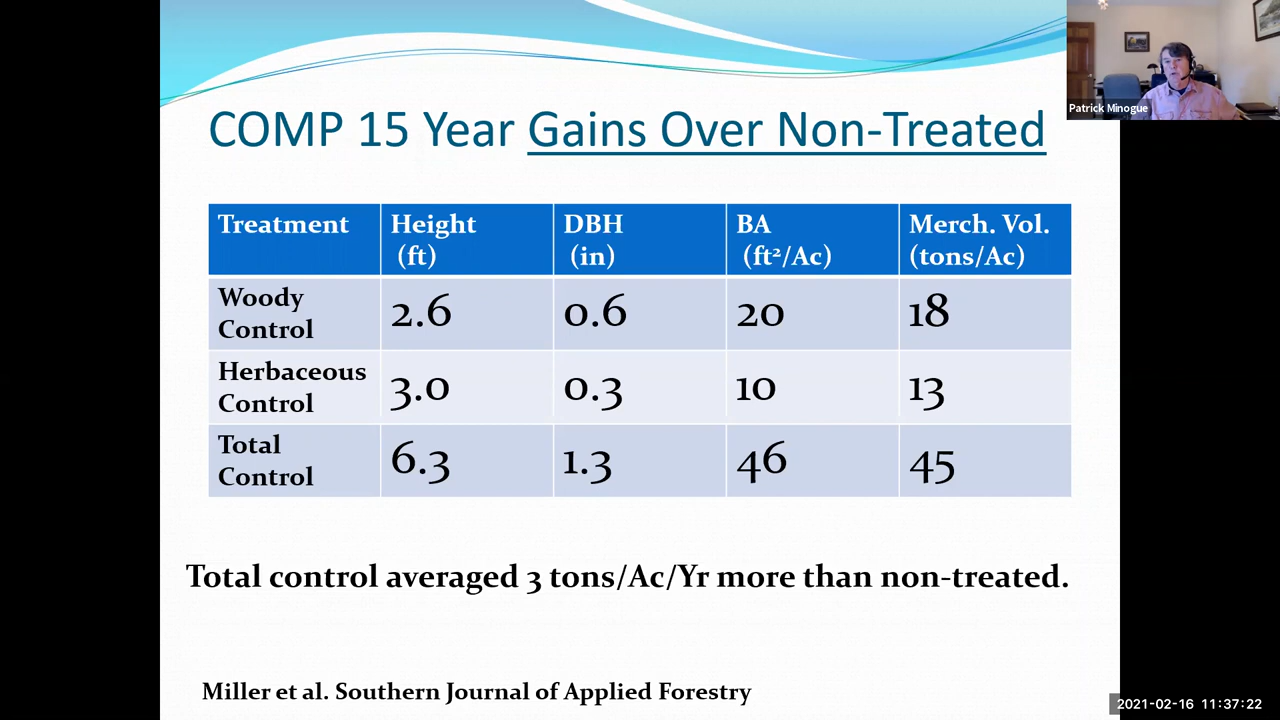 Patrick Minogue
COMP 15 Year Gains Over Non-Treated
Treatment Height (ft) DBH (in) BA (ft²/Ac) Merch. Vol. (tons/Ac)
Woody Control 2.6 0.6 20 18
Herbaceous Control 3.0 0.3 10 13
Total Control 6.3 1.3 46 45
Total control averaged 3 tons/Ac/Yr more than non-treated.
Miller et al. Southern Journal of Applied Forestry
2021-02-16 11:37:22